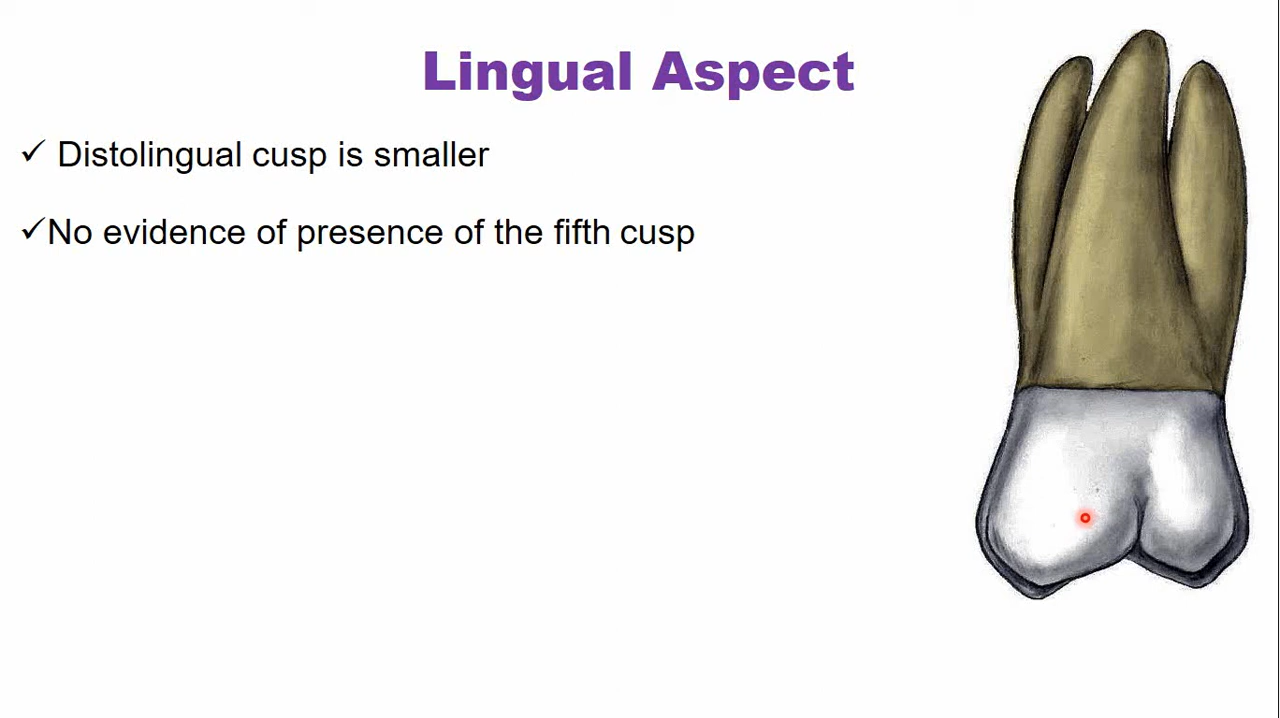 Lingual Aspect
✓ Distolingual cusp is smaller
✓No evidence of presence of the fifth cusp